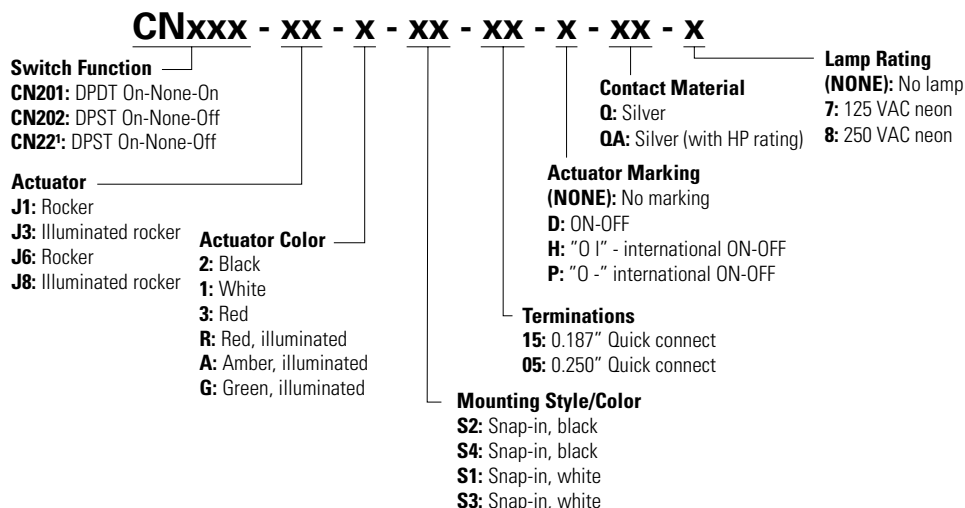 CNxxx - xx - x - xx - xx - x - xx - x
Switch Function
CN201: DPDT On-None-On
CN202: DPST On-None-Off
CN22¹: DPST On-None-Off
Actuator
J1: Rocker
J3: Illuminated rocker
J6: Rocker
J8: Illuminated rocker
Actuator Color
2: Black
1: White
3: Red
R: Red, illuminated
A: Amber, illuminated
G: Green, illuminated
Mounting Style/Color
S2: Snap-in, black
S4: Snap-in, black
S1: Snap-in, white
S3: Snap-in, white
Terminations
15: 0.187” Quick connect
05: 0.250” Quick connect
Actuator Marking
(NONE): No marking
D: ON-OFF
H: ”O I” - international ON-OFF
P: ”O -” international ON-OFF
Contact Material
Q: Silver
QA: Silver (with HP rating)
Lamp Rating
(NONE): No lamp
7: 125 VAC neon
8: 250 VAC neon